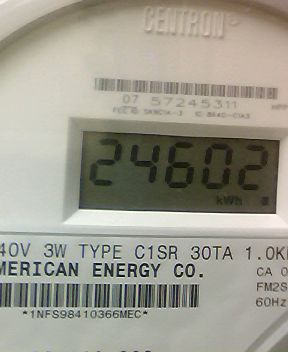 CENTRON®
07 57245311
24602
kWh
40V 3W TYPE C1SR 30TA 1.0K
MERICAN ENERGY CO.
CA 0
FM2S
60Hz
*1NFS98410366MEC*